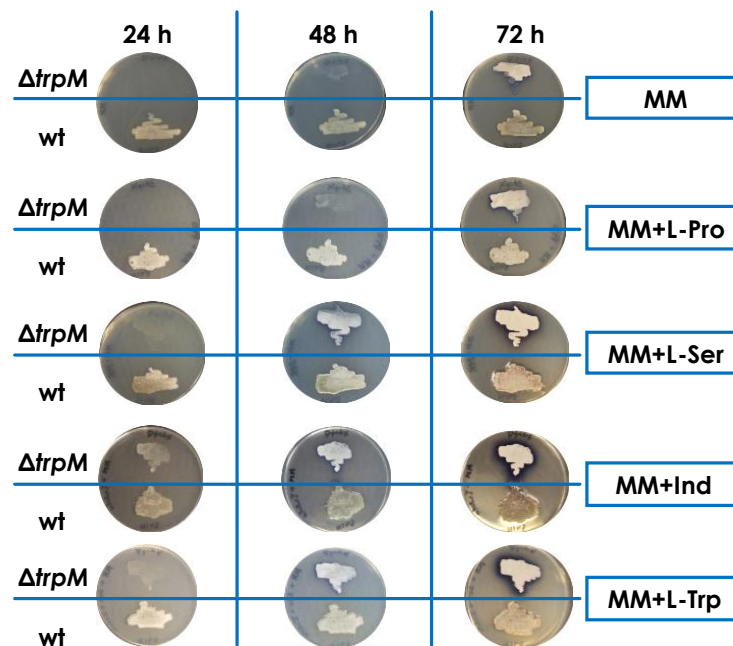 24 h 48 h 72 h
ΔtrpM
wt
MM
ΔtrpM
wt
MM+L-Pro
ΔtrpM
wt
MM+L-Ser
ΔtrpM
wt
MM+Ind
ΔtrpM
wt
MM+L-Trp